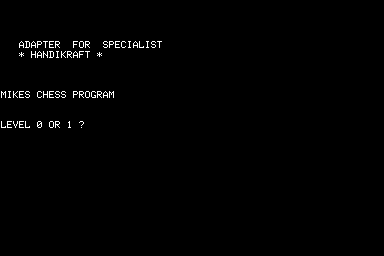 ADAPTER FOR SPECIALIST
* HANDIKRAFT *
MIKES CHESS PROGRAM
LEVEL 0 OR 1 ?